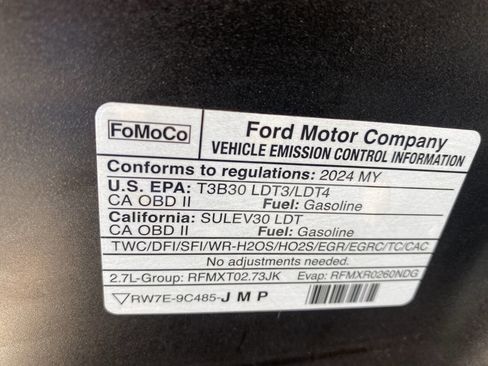 FoMoCo
Ford Motor Company
VEHICLE EMISSION CONTROL INFORMATION
Conforms to regulations: 2024 MY
U.S. EPA: T3B30 LDT3/LDT4
CA OBD II Fuel: Gasoline
California: SULEV30 LDT
CA OBD II Fuel: Gasoline
TWC/DFI/SFI/WR-H2OS/HO2S/EGR/EGRC/TC/CAC
No adjustments needed.
2.7L-Group: RFMXT02.73JK Evap: RFMXR0260NDG
RW7E-9C485-JMP